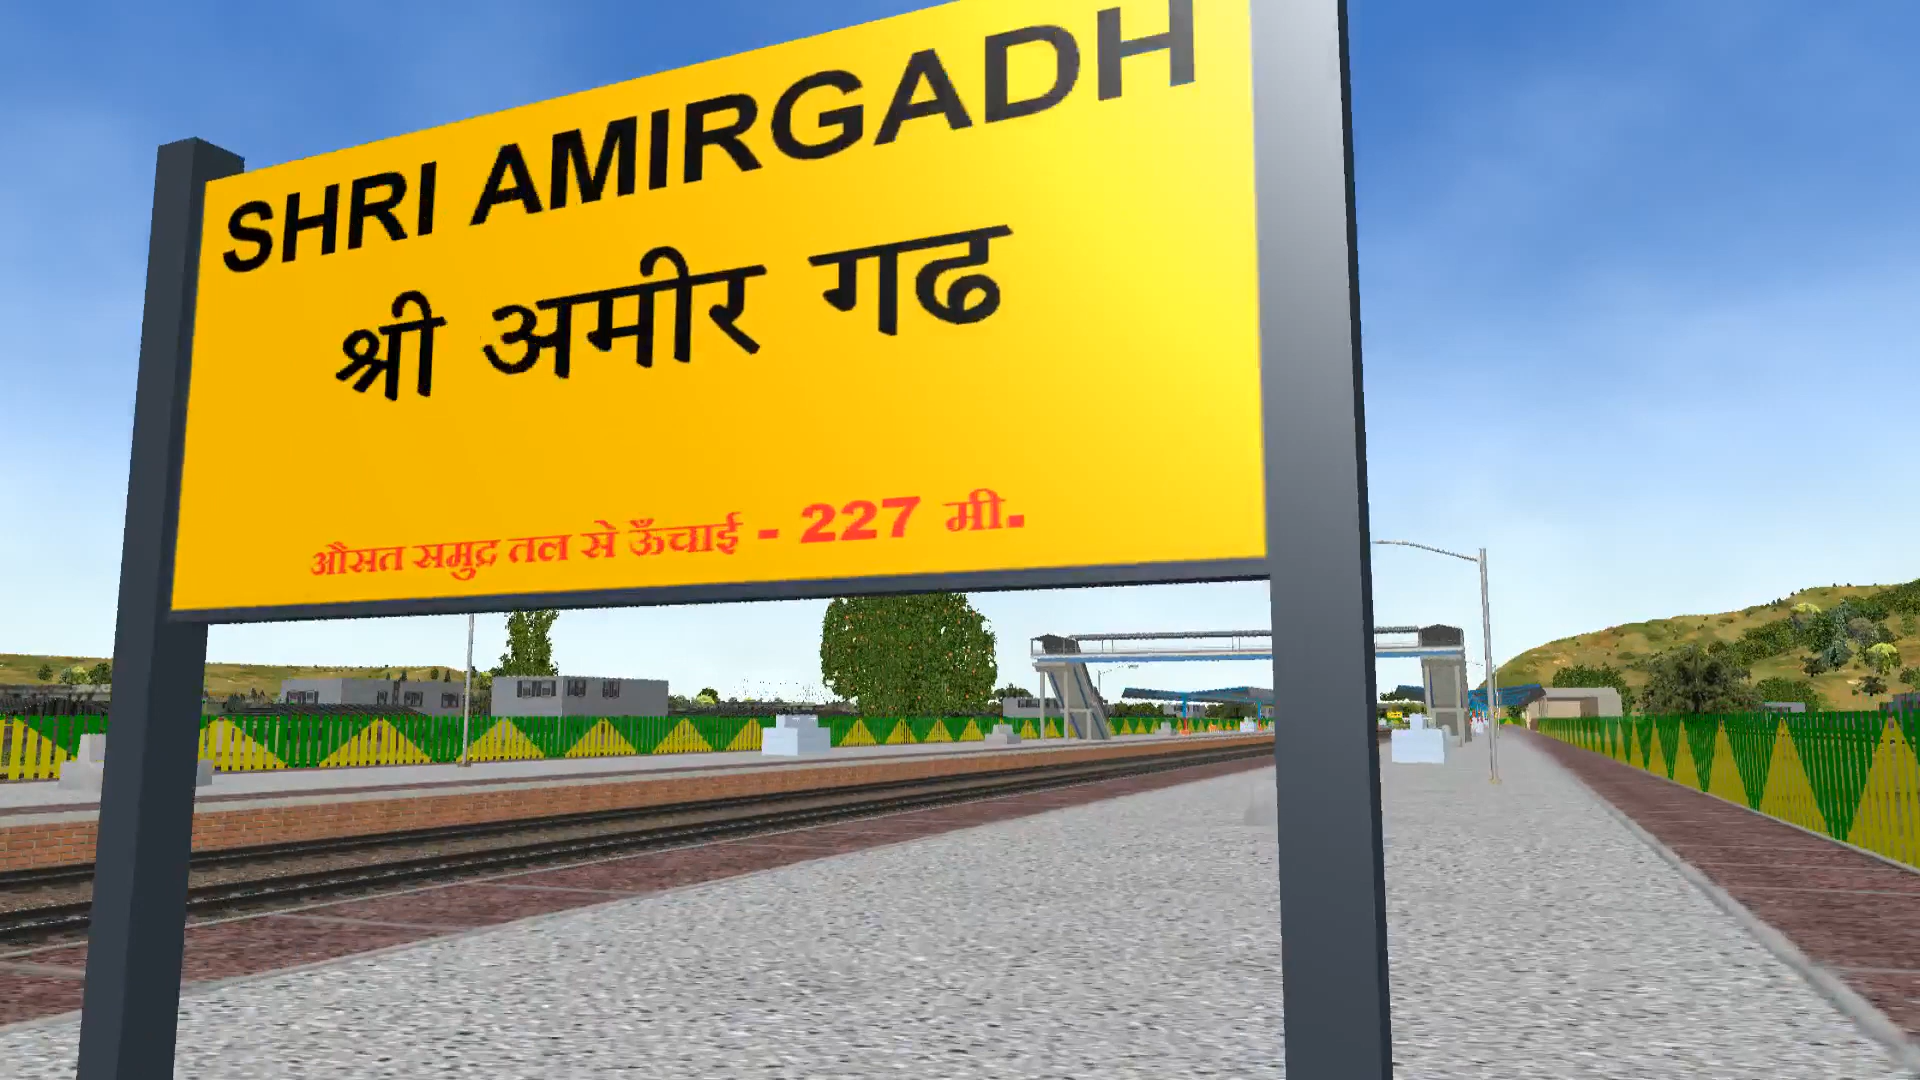 SHRI AMIRGADH
श्री अमीर गढ
औसत समुद्र तल से ऊँचाई - 227 मी.